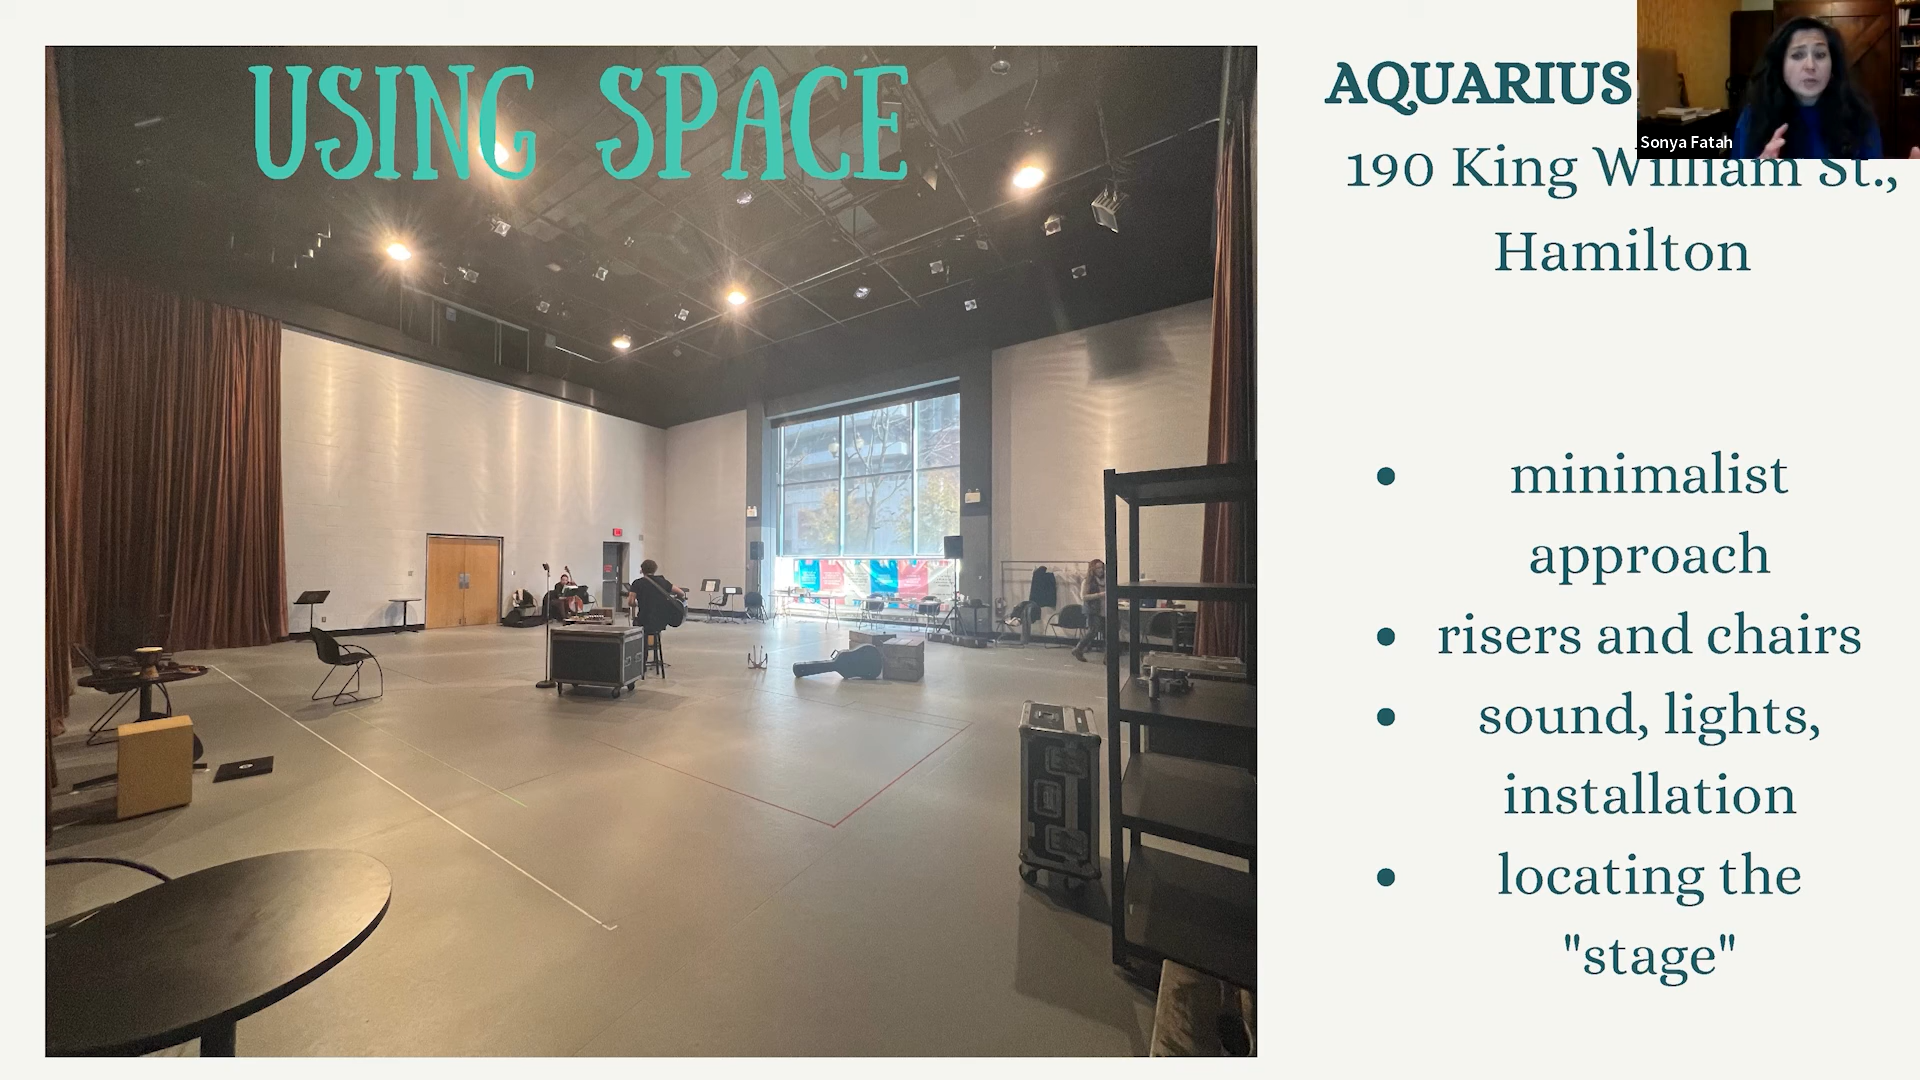 USING SPACE
AQUARIUS
Sonya Fatah
190 King William St.,
Hamilton
• minimalist
approach
• risers and chairs
• sound, lights,
installation
• locating the
"stage"